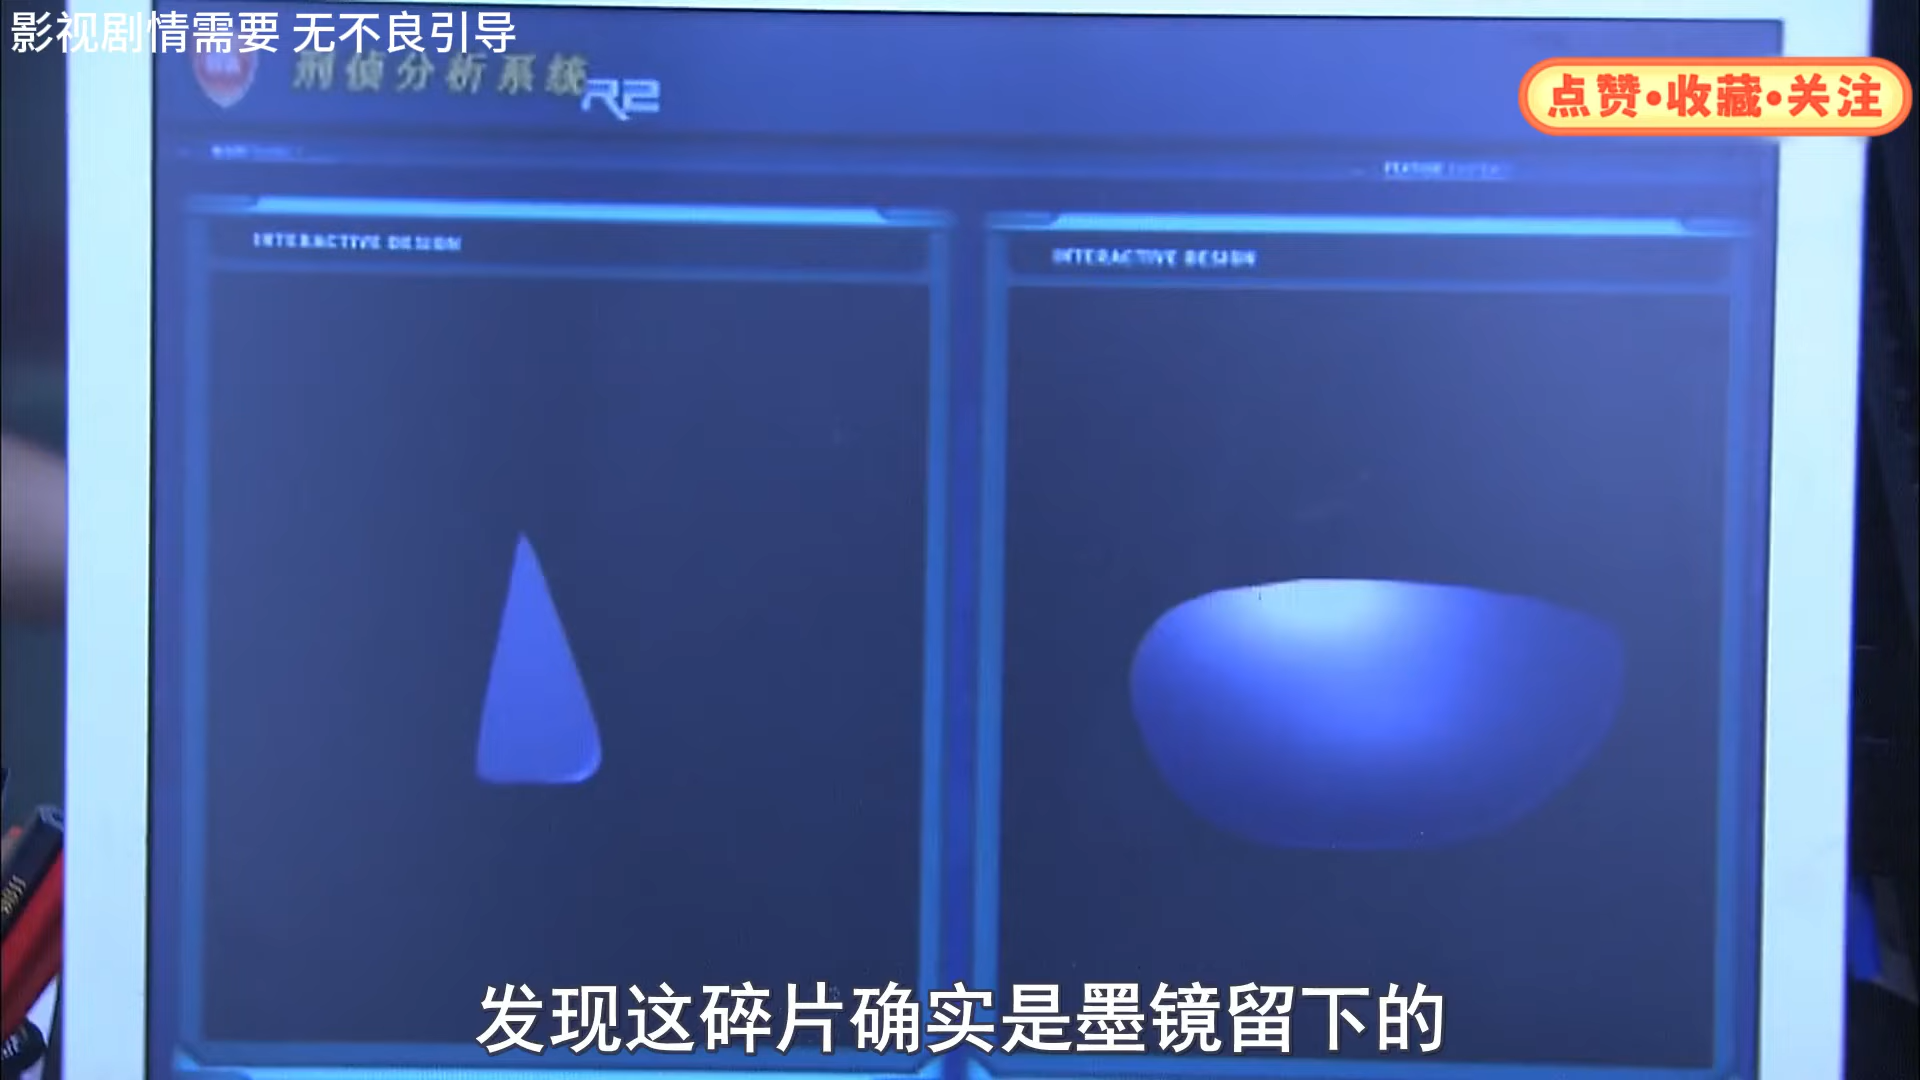 影视剧情需要 无不良引导
刑侦分析系统
R2
点赞•收藏•关注
INTERACTIVE DESIGN
INTERACTIVE DESIGN
发现这碎片确实是墨镜留下的